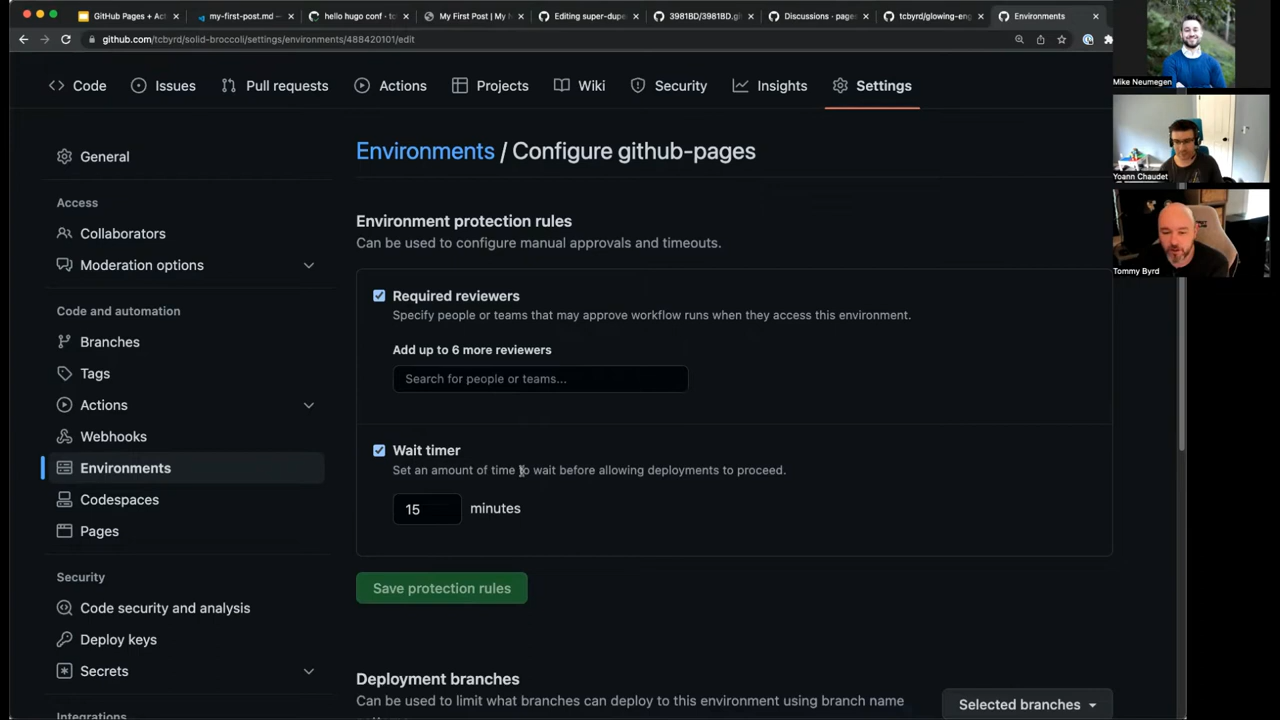 GitHub Pages + Act
my-first-post.md —
hello hugo conf - to
My First Post | My N
Editing super-dupe
3981BD/3981BD.gi
Discussions · pages
tcbyrd/glowing-eng
Environments
github.com/tcbyrd/solid-broccoli/settings/environments/488420101/edit
Code
Issues
Pull requests
Actions
Projects
Wiki
Security
Insights
Settings
General
Access
Collaborators
Moderation options
Code and automation
Branches
Tags
Actions
Webhooks
Environments
Codespaces
Pages
Security
Code security and analysis
Deploy keys
Secrets
Integrations
Environments / Configure github-pages
Environment protection rules
Can be used to configure manual approvals and timeouts.
Required reviewers
Specify people or teams that may approve workflow runs when they access this environment.
Add up to 6 more reviewers
Search for people or teams...
Wait timer
Set an amount of time to wait before allowing deployments to proceed.
15 minutes
Save protection rules
Deployment branches
Can be used to limit what branches can deploy to this environment using branch name
Selected branches
Mike Neumegen
Yoann Chaudet
Tommy Byrd